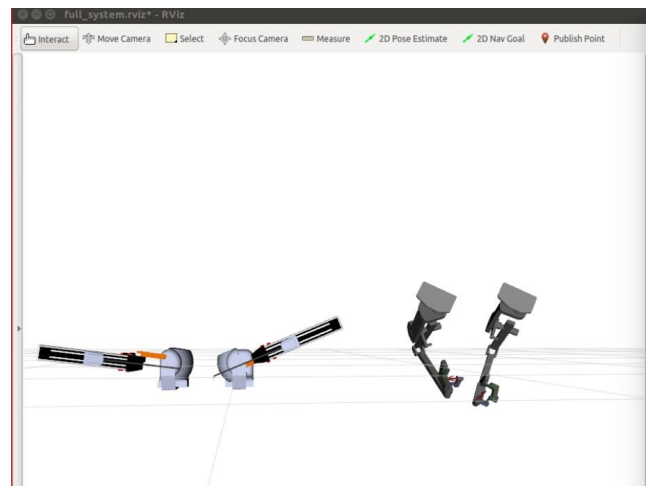 full_system.rviz* - RViz
Interact Move Camera Select Focus Camera Measure 2D Pose Estimate 2D Nav Goal Publish Point